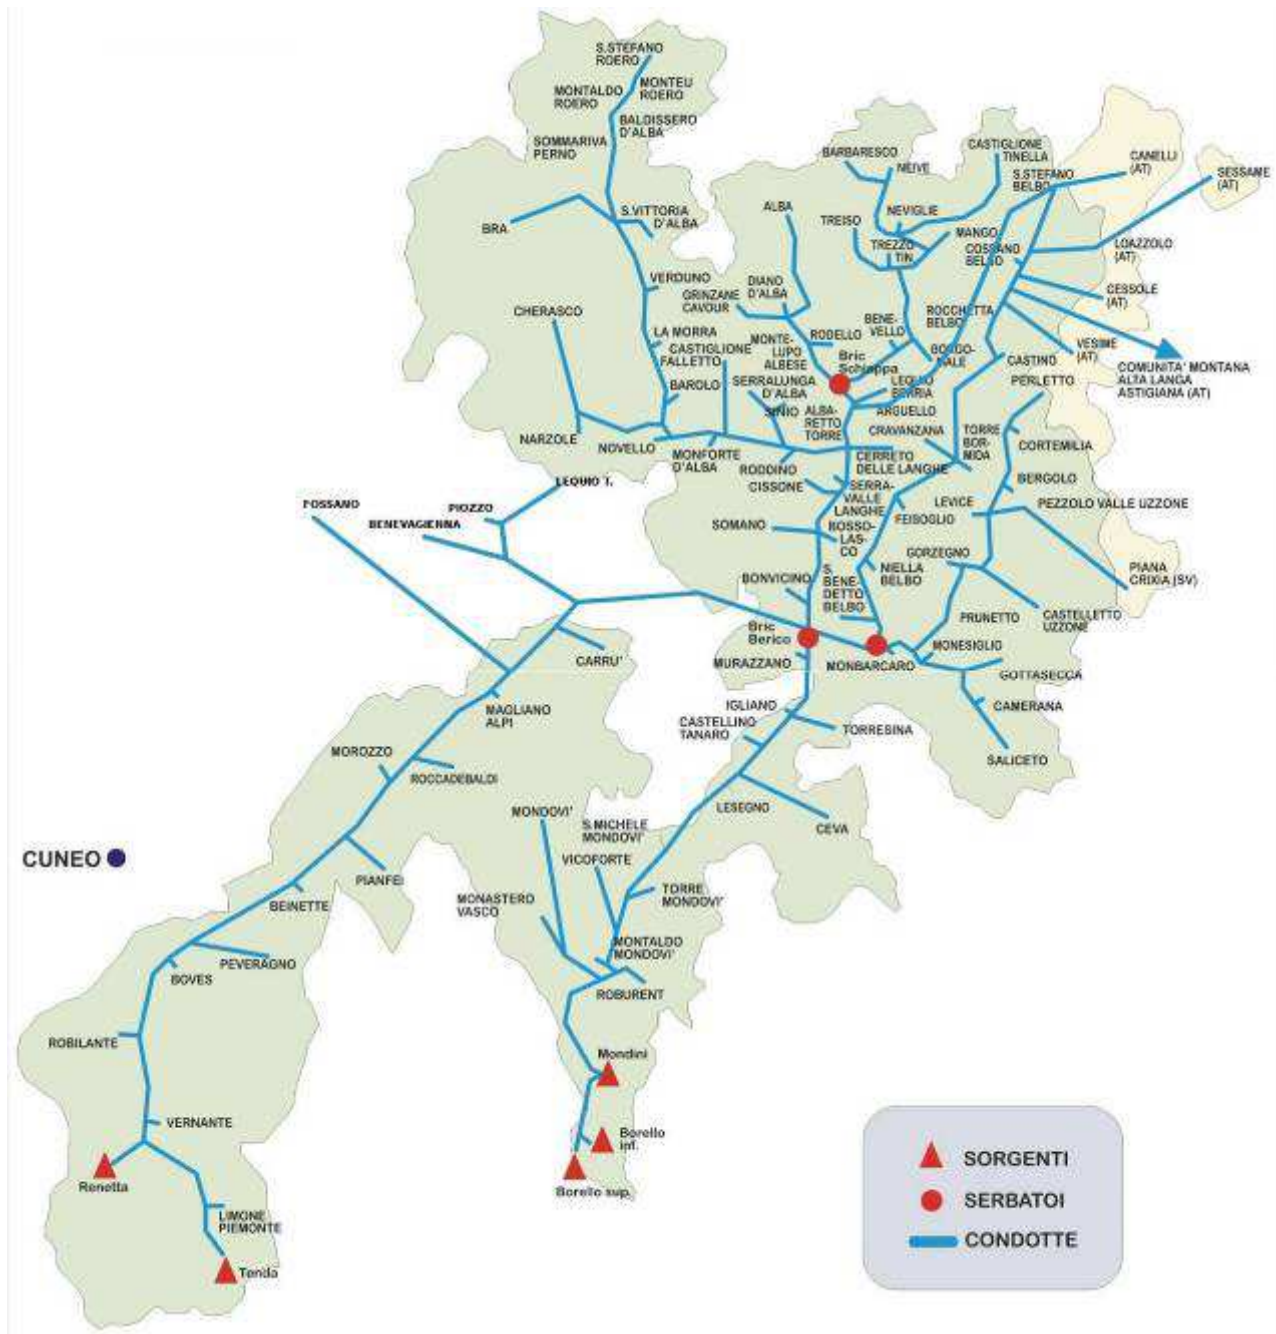 S.STEFANO
ROERO
MONTEU
ROERO
MONTALDO
ROERO
BALDISSERO
D'ALBA
SOMMARIVA
PERNO
BRA
S.VITTORIA
D'ALBA
VERDUNO
CHERASCO
LA MORRA
CASTIGLIONE
FALLETTO
BAROLO
NARZOLE
NOVELLO
MONFORTE
D'ALBA
SERRALUNGA
D'ALBA
SINIO
RODDINO
CISSONE
SOMANO
BARBARESCO
NEIVE
CASTIGLIONE
TINELLA
S.STEFANO
BELBO
CANELLI
(AT)
SESSAME
(AT)
ALBA
TREISO
NEVIGLIE
TREZZO
TIN
MANGO
COSSANO
BELBO
LOAZZOLO
(AT)
CESSOLE
(AT)
VESIME
(AT)
COMUNITA' MONTANA
ALTA LANGA
ASTIGIANA (AT)
DIANO
D'ALBA
GRINZANE
CAVOUR
RODELLO
MONTE-
LUPO
ALBESE
BENE-
VELLO
ROCCHETTA
BELBO
BORGO-
MALE
CASTINO
PERLETTO
Bric
Schiappa
LEQUIO
BERRIA
ARGUELLO
ALBA-
RETTO
TORRE
CRAVANZANA
TORRE
BOR-
MIDA
CORTEMILIA
CERRETO
DELLE LANGHE
BERGOLO
SERRA-
VALLE
LANGHE
FEISOGLIO
LEVICE
PEZZOLO VALLE UZZONE
BOSSO-
LAS-
CO
GORZEGNO
PIANA
CRIXIA (SV)
BONVICINO
S.
BENE-
DETTO
BELBO
NIELLA
BELBO
PRUNETTO
CASTELLETTO
UZZONE
Bric
Berico
MURAZZANO
MONBARCARO
MONESIGLIO
GOTTASECCA
CAMERANA
SALICETO
IGLIANO
CASTELLINO
TANARO
TORRESINA
LESEGNO
CEVA
FOSSANO
LEQUIO T.
PIOZZO
BENEVAGIENNA
CARRU'
MAGLIANO
ALPI
MOROZZO
ROCCADEBALDI
MONDOVI'
S.MICHELE
MONDOVI'
VICOFORTE
TORRE
MONDOVI'
MONASTERO
VASCO
MONTALDO
MONDOVI'
ROBURENT
CUNEO
PIANFEI
BEINETTE
PEVERAGNO
BOVES
ROBILANTE
VERNANTE
Renetta
LIMONE
PIEMONTE
Tenda
Mondini
Borello
inf.
Borello sup.
SORGENTI
SERBATOI
CONDOTTE